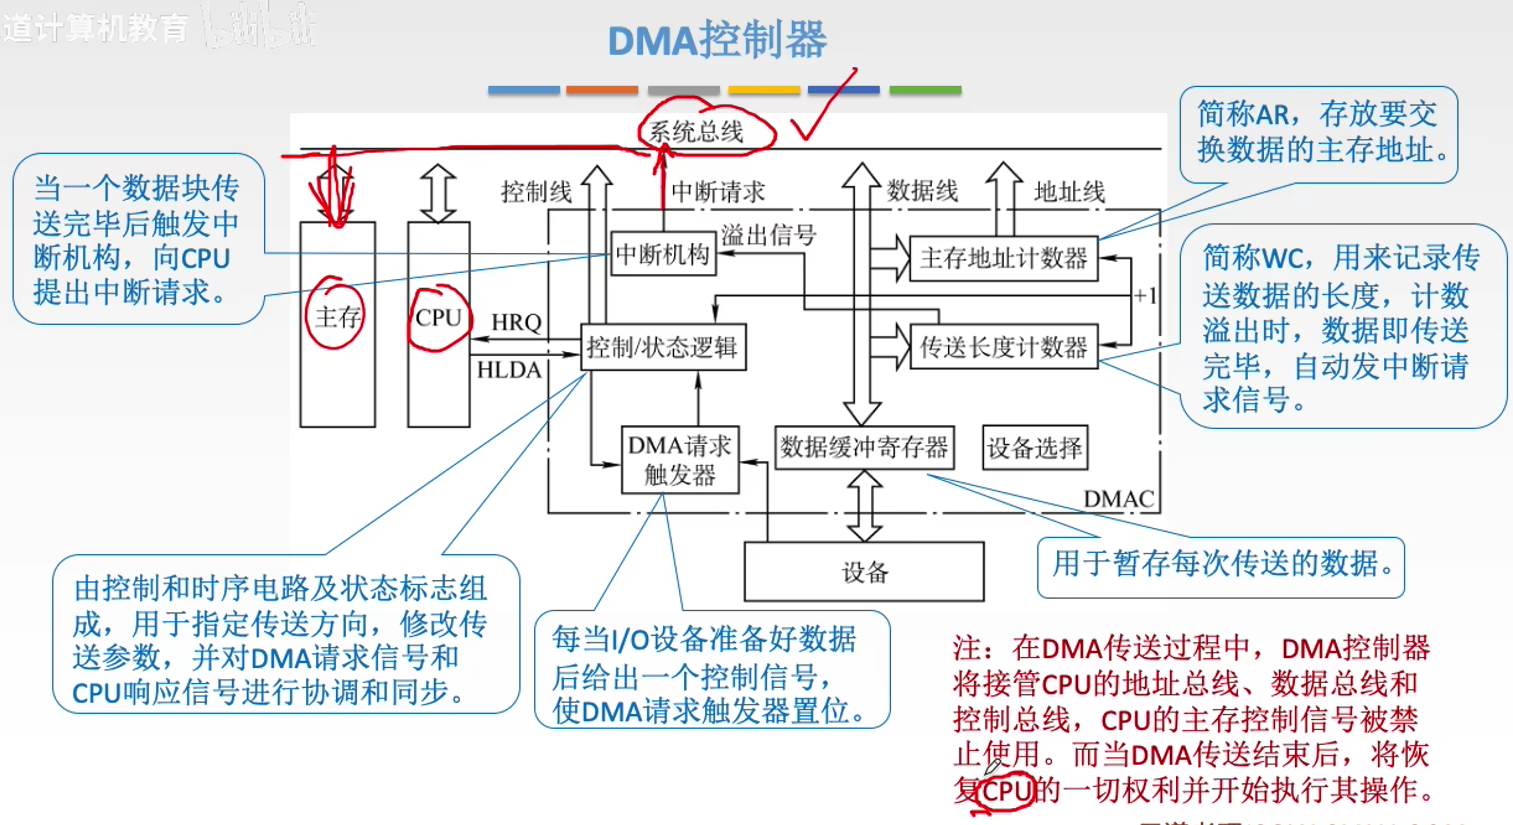 道计算机教育 bilibili
DMA控制器
系统总线
简称AR，存放要交
换数据的主存地址。
当一个数据块传
送完毕后触发中
断机构，向CPU
提出中断请求。
控制线
中断请求
数据线
地址线
中断机构
溢出信号
主存地址计数器
简称WC，用来记录传
送数据的长度，计数
溢出时，数据即传送
完毕，自动发中断请
求信号。
+1
主存
CPU
HRQ
HLDA
控制/状态逻辑
传送长度计数器
DMA请求
触发器
数据缓冲寄存器
设备选择
DMAC
设备
用于暂存每次传送的数据。
由控制和时序电路及状态标志组
成，用于指定传送方向，修改传
送参数，并对DMA请求信号和
CPU响应信号进行协调和同步。
每当I/O设备准备好数据
后给出一个控制信号，
使DMA请求触发器置位。
注：在DMA传送过程中，DMA控制器
将接管CPU的地址总线、数据总线和
控制总线，CPU的主存控制信号被禁
止使用。而当DMA传送结束后，将恢
复CPU的一切权利并开始执行其操作。